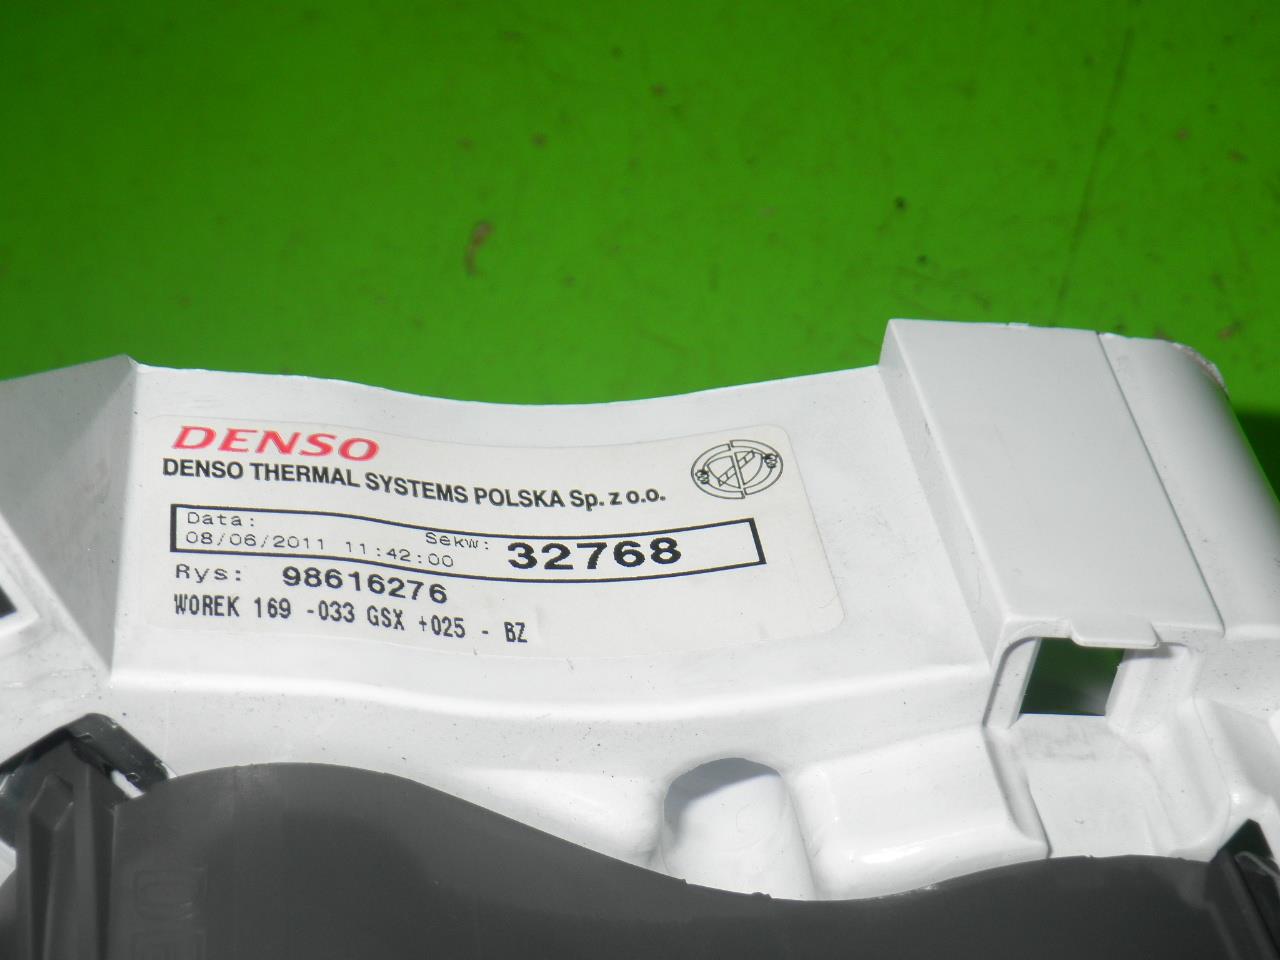 DENSO
DENSO THERMAL SYSTEMS POLSKA Sp. z o.o.
Data: Sekw: 32768
08/06/2011 11:42:00
Rys: 98616276
WOREK 169 -033 GSX +025 - BZ